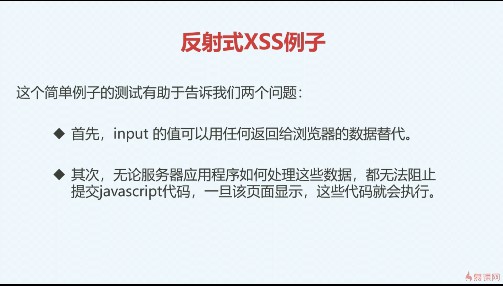 反射式XSS例子
这个简单例子的测试有助于告诉我们两个问题：
◆ 首先，input 的值可以用任何返回给浏览器的数据替代。
◆ 其次，无论服务器应用程序如何处理这些数据，都无法阻止
提交javascript代码，一旦该页面显示，这些代码就会执行。
慕课网